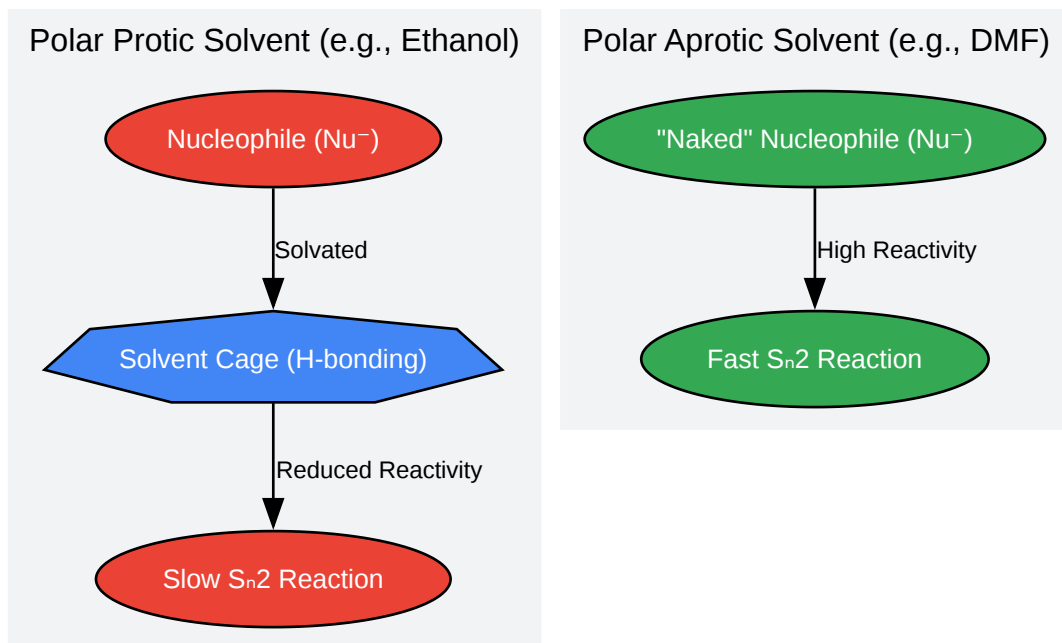 Polar Protic Solvent (e.g., Ethanol)
Nucleophile (Nu⁻)
Solvated
Solvent Cage (H-bonding)
Reduced Reactivity
Slow Sₙ2 Reaction
Polar Aprotic Solvent (e.g., DMF)
"Naked" Nucleophile (Nu⁻)
High Reactivity
Fast Sₙ2 Reaction